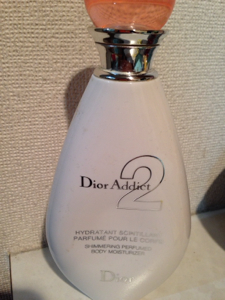 Dior Addict 2
HYDRATANT SCINTILLANT
PARFUMÉ POUR LE CORPS
SHIMMERING PERFUMED
BODY MOISTURIZER
Dior